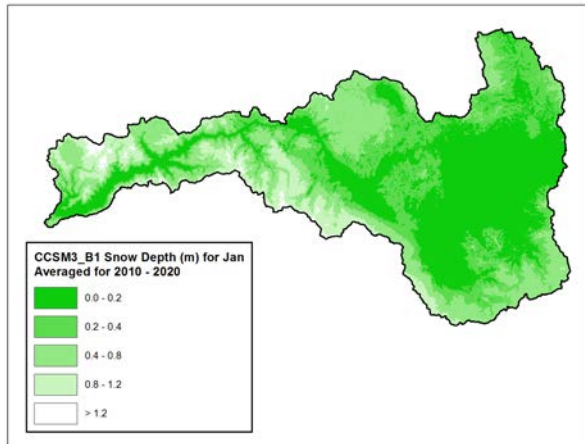 CCSM3_B1 Snow Depth (m) for Jan
Averaged for 2010 - 2020
0.0 - 0.2
0.2 - 0.4
0.4 - 0.8
0.8 - 1.2
> 1.2